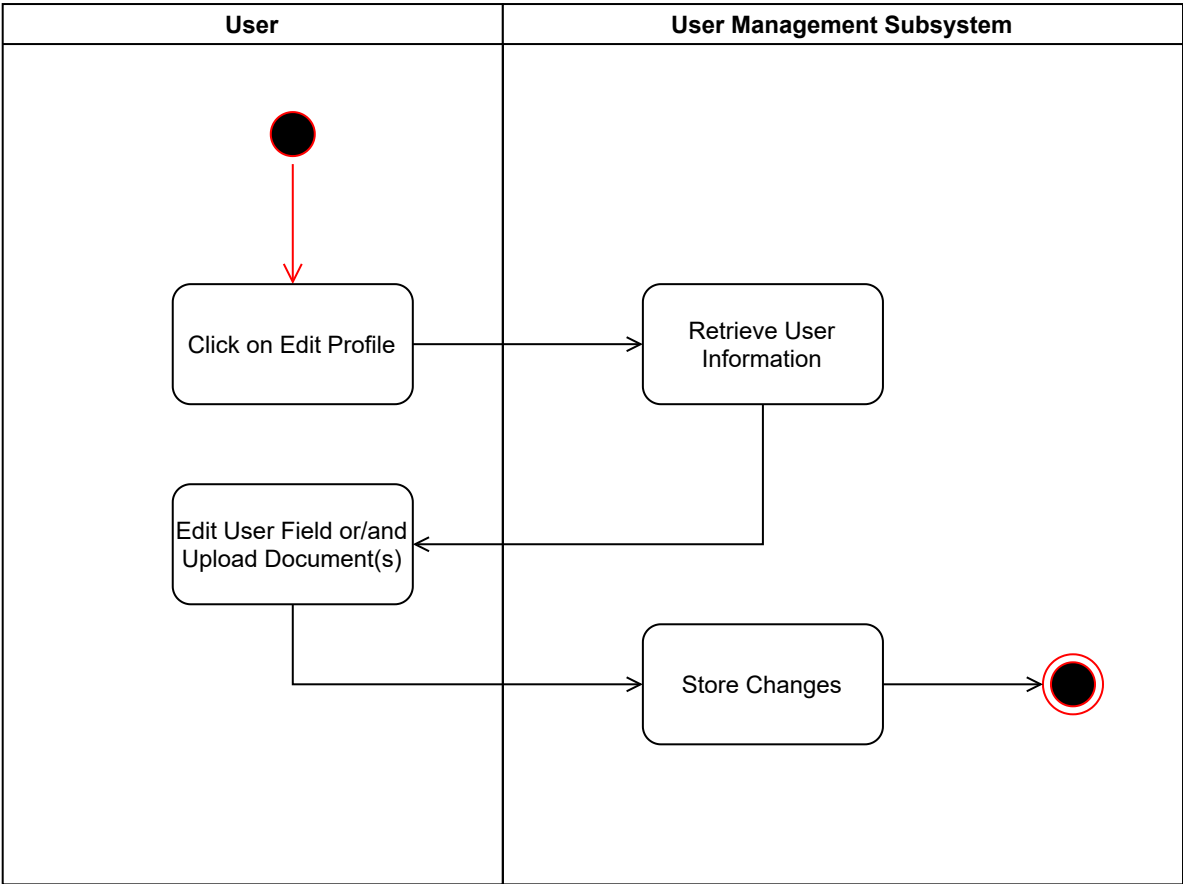 User
User Management Subsystem
Click on Edit Profile
Retrieve User
Information
Edit User Field or/and
Upload Document(s)
Store Changes